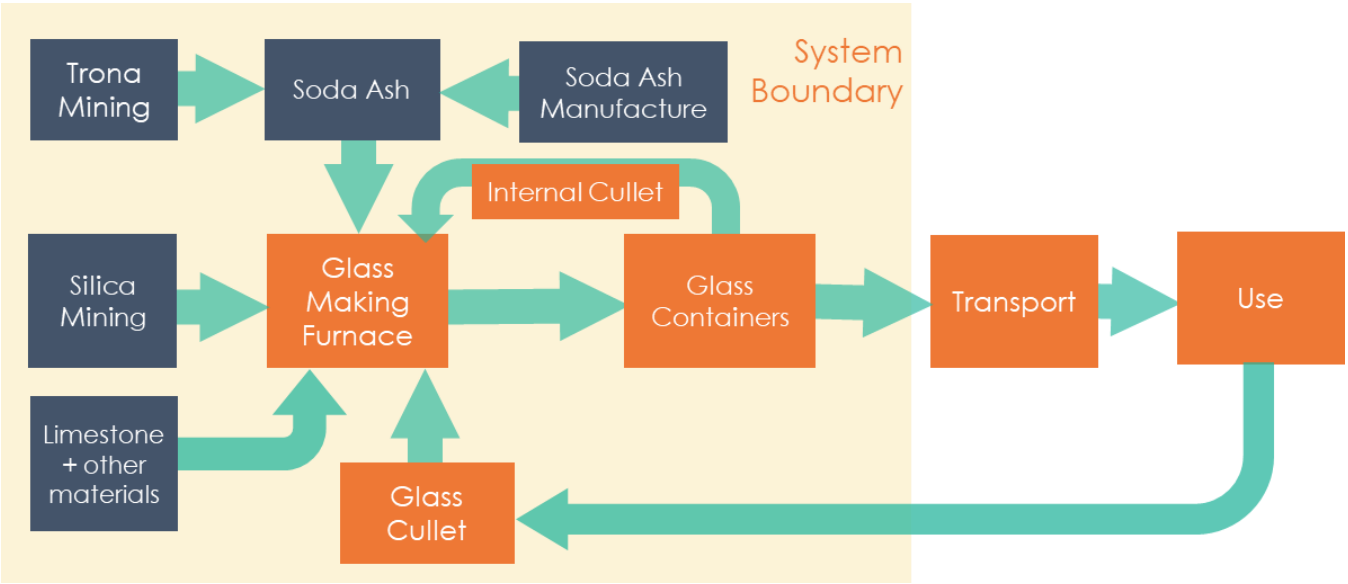 Trona
Mining
Soda Ash
Soda Ash
Manufacture
System
Boundary
Internal Cullet
Silica
Mining
Glass
Making
Furnace
Glass
Containers
Transport
Use
Limestone
+ other
materials
Glass
Cullet